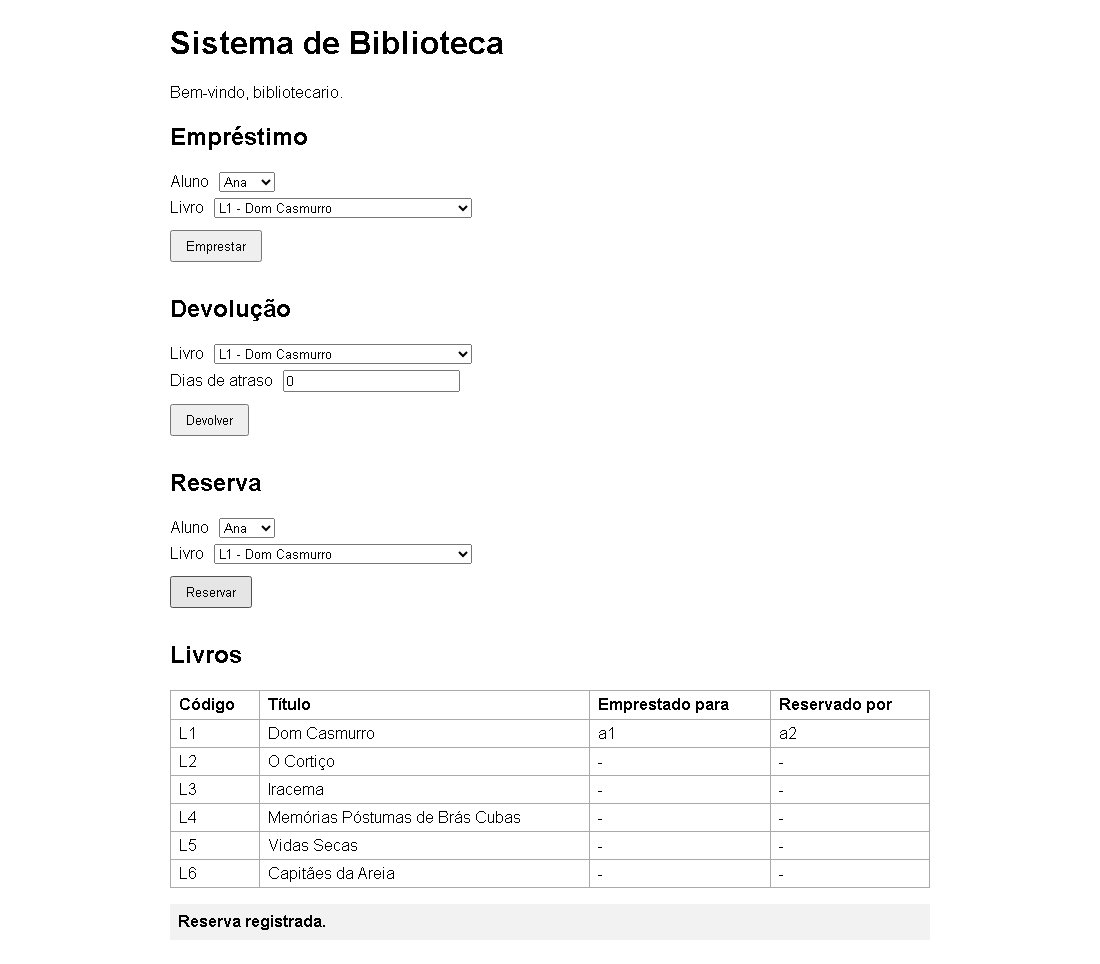 Sistema de Biblioteca
Bem-vindo, bibliotecario.
Empréstimo
Aluno Ana
Livro L1 - Dom Casmurro
Emprestar
Devolução
Livro L1 - Dom Casmurro
Dias de atraso 0
Devolver
Reserva
Aluno Ana
Livro L1 - Dom Casmurro
Reservar
Livros
Código Título Emprestado para Reservado por
L1 Dom Casmurro a1 a2
L2 O Cortiço - -
L3 Iracema - -
L4 Memórias Póstumas de Brás Cubas - -
L5 Vidas Secas - -
L6 Capitães da Areia - -
Reserva registrada.